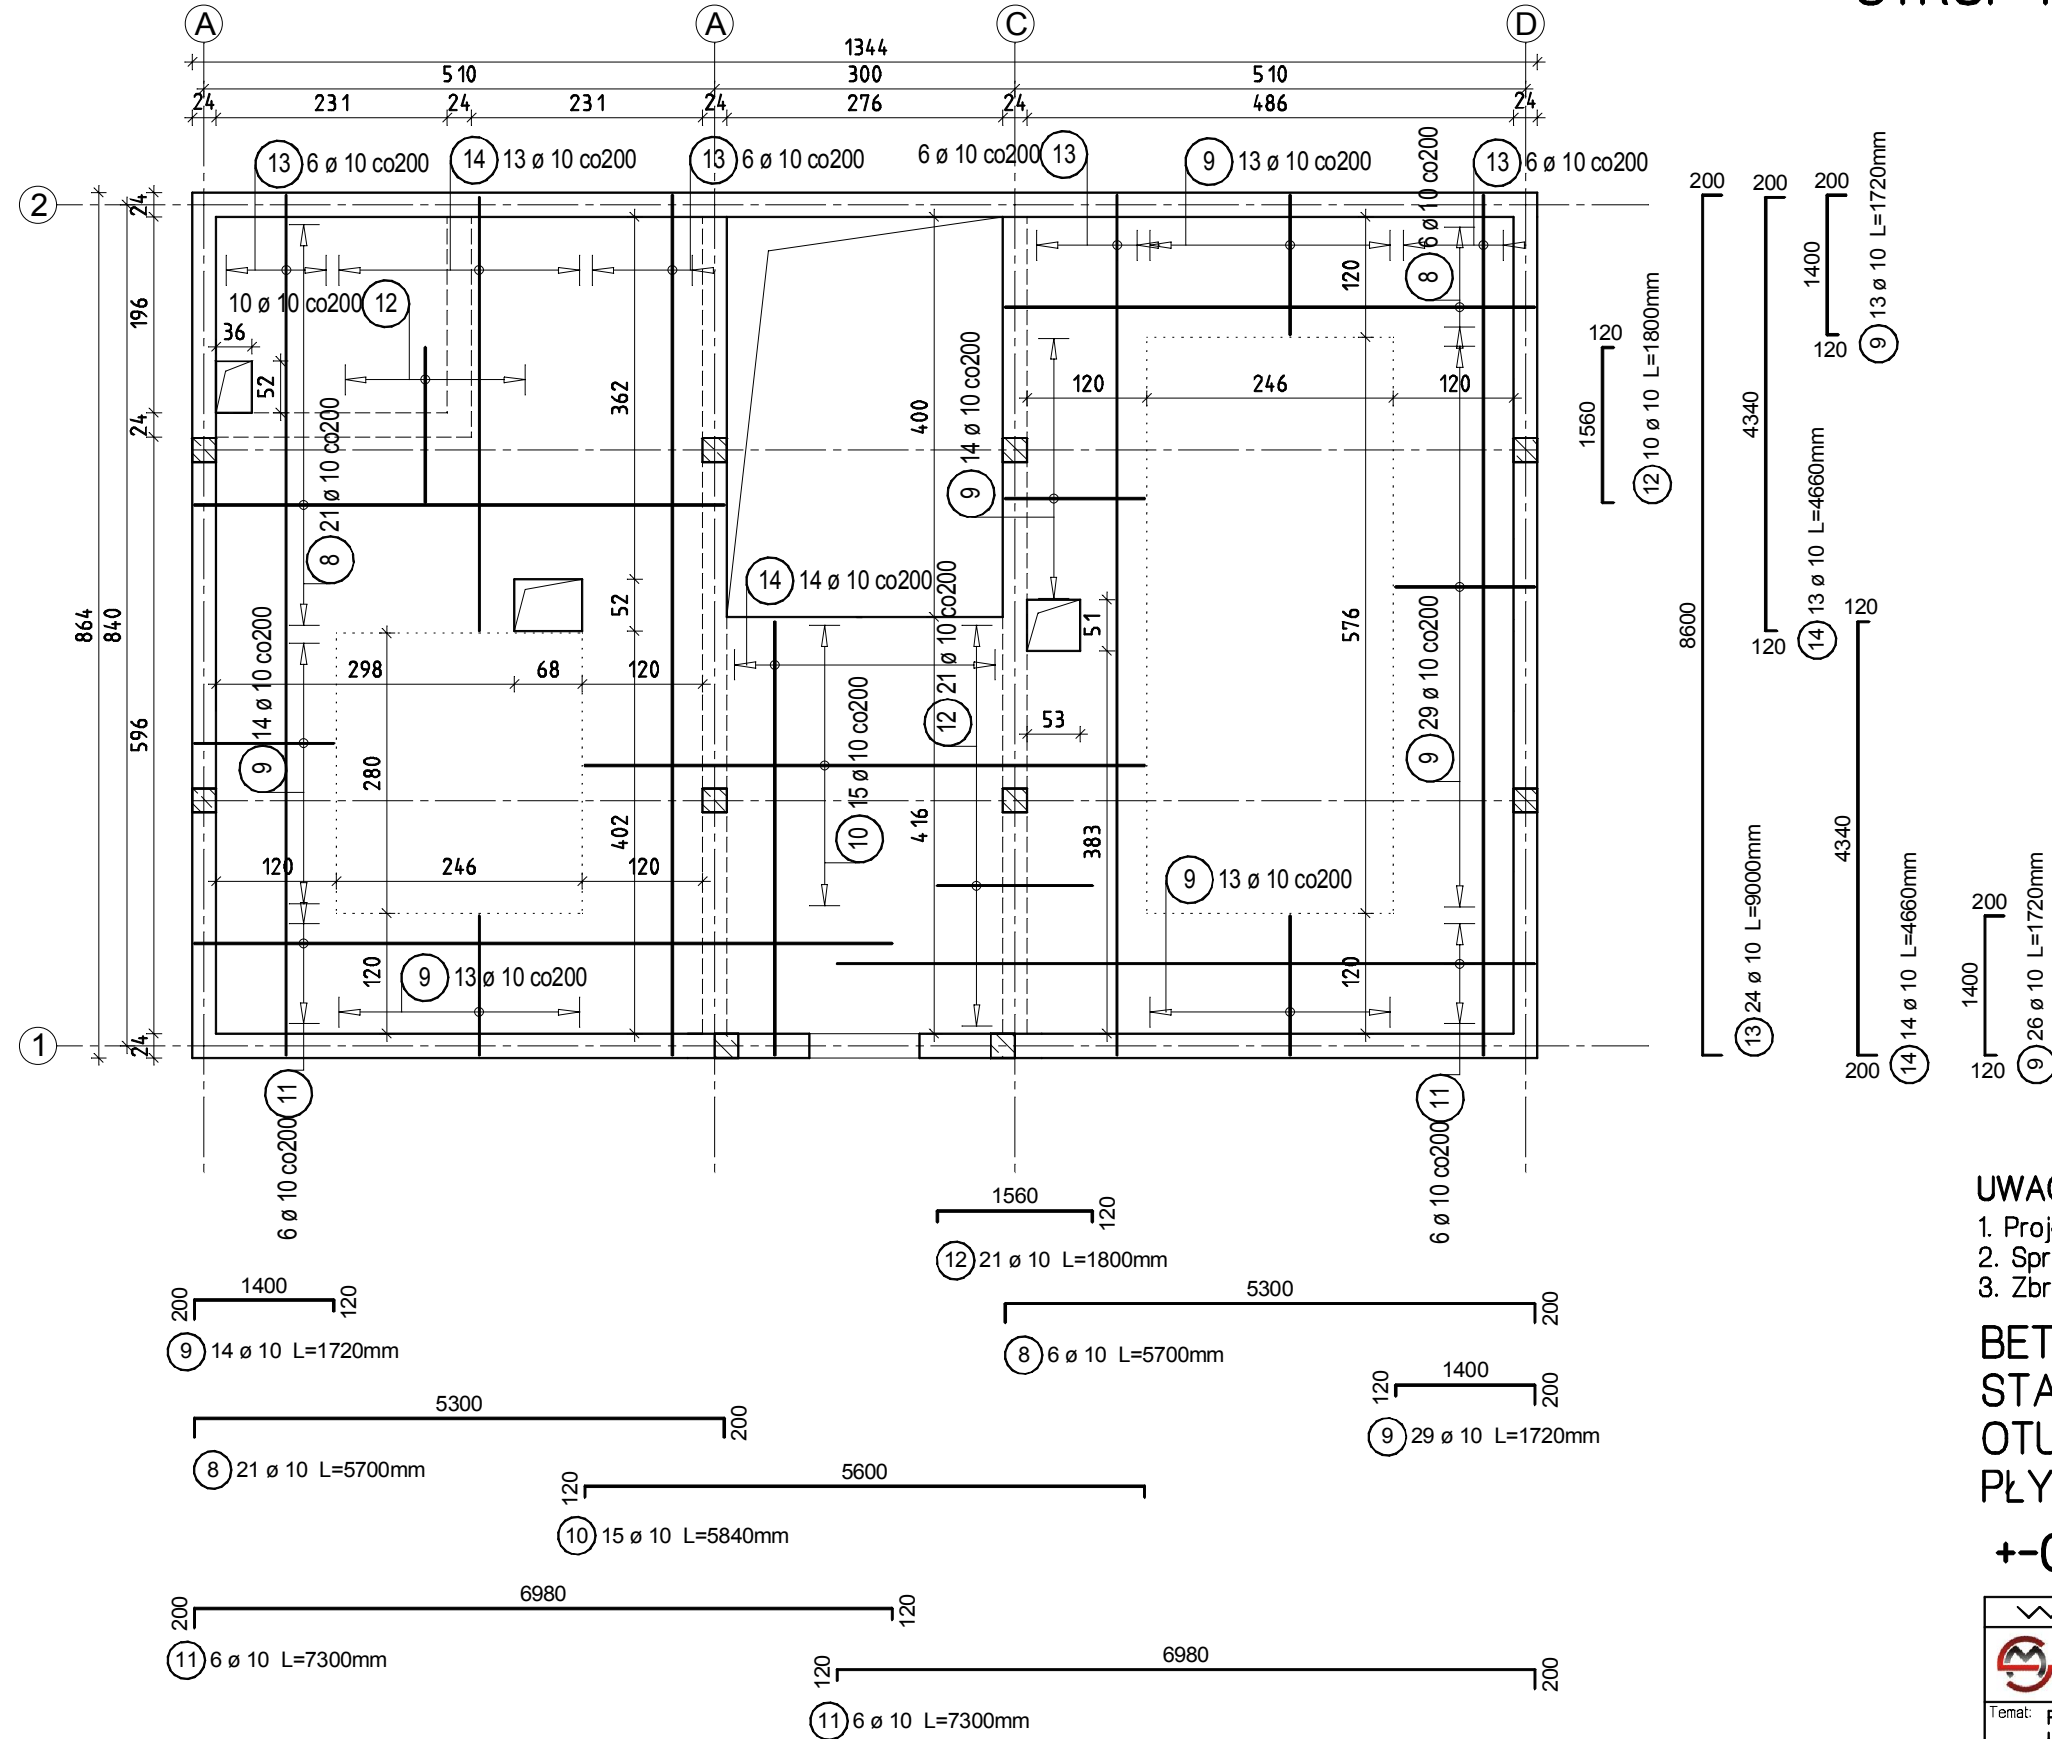 A A C D
1344
510 300 510
24 231 24 231 24 276 24 486 24
13 6 ø 10 co200
14 13 ø 10 co200
13 6 ø 10 co200
6 ø 10 co200 13
9 13 ø 10 co200
8 6 ø 10 co200
13 6 ø 10 co200
2
24
196
24
596
24
864
840
10 ø 10 co200 12
36
52
8 21 ø 10 co200
362
400
9 14 ø 10 co200
120
120 246 120
14 14 ø 10 co200
52
12 21 ø 10 co200
51
576
9 14 ø 10 co200
298 68 120
10 15 ø 10 co200
53
9 29 ø 10 co200
280
402
416
383
120 246 120
9 13 ø 10 co200
120
9 13 ø 10 co200
120
1
11 6 ø 10 co200
11 6 ø 10 co200
200 200 200
1400
120
9 13 ø 10 L=1720mm
120
1560
12 10 ø 10 L=1800mm
4340
120
14 13 ø 10 L=4660mm
8600
13 24 ø 10 L=9000mm
120
4340
200
14 14 ø 10 L=4660mm
200
1400
120
9 26 ø 10 L=1720mm
1560
120
12 21 ø 10 L=1800mm
200 1400 120
9 14 ø 10 L=1720mm
5300
200
8 6 ø 10 L=5700mm
120 1400 200
9 29 ø 10 L=1720mm
5300
200
8 21 ø 10 L=5700mm
120 5600
10 15 ø 10 L=5840mm
200 6980 120
11 6 ø 10 L=7300mm
120 6980 200
11 6 ø 10 L=7300mm
1.
2. Spr
3. Zbr
BET
STA
OTU
PŁY
Temat: